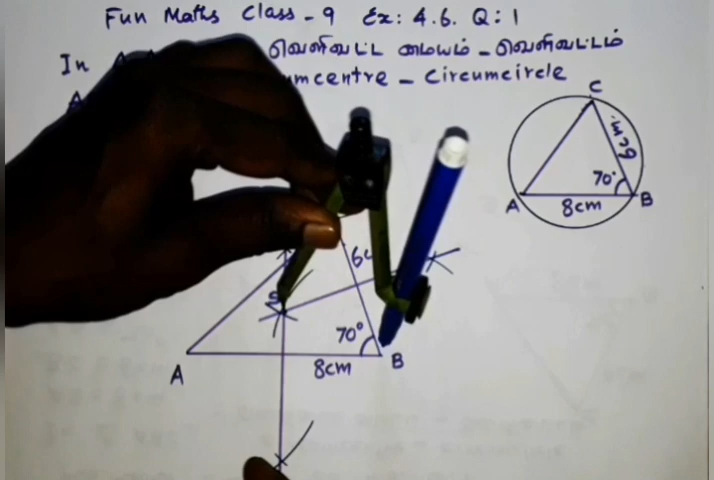 Fun Maths Class - 9 Ex: 4.6. Q: 1
வெளிவட்ட மையம் - வெளிவட்டம்
In
- Circumcircle
C
6cm
70°
A 8cm B
S
70°
A 8cm B